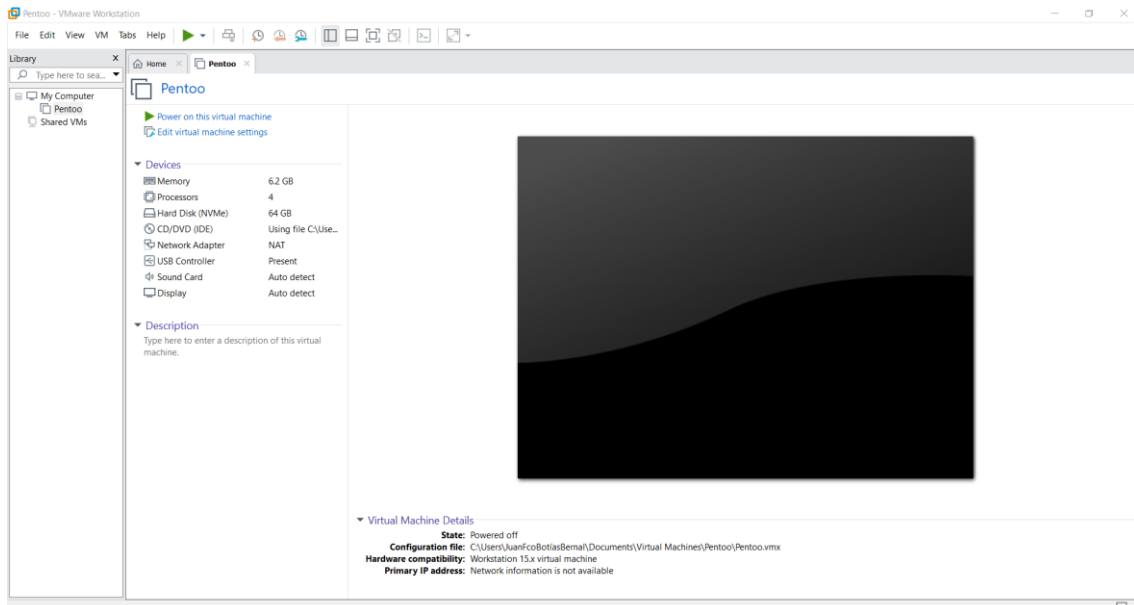 Pentoo - VMware Workstation
File Edit View VM Tabs Help
Library X
Type here to sea...
My Computer
Pentoo
Shared VMs
Home × Pentoo ×
Pentoo
Power on this virtual machine
Edit virtual machine settings
Devices
Memory 6.2 GB
Processors 4
Hard Disk (NVMe) 64 GB
CD/DVD (IDE) Using file C:\Use...
Network Adapter NAT
USB Controller Present
Sound Card Auto detect
Display Auto detect
Description
Type here to enter a description of this virtual
machine.
Virtual Machine Details
State: Powered off
Configuration file: C:\Users\JuanFcoBotíasBernal\Documents\Virtual Machines\Pentoo\Pentoo.vmx
Hardware compatibility: Workstation 15.x virtual machine
Primary IP address: Network information is not available